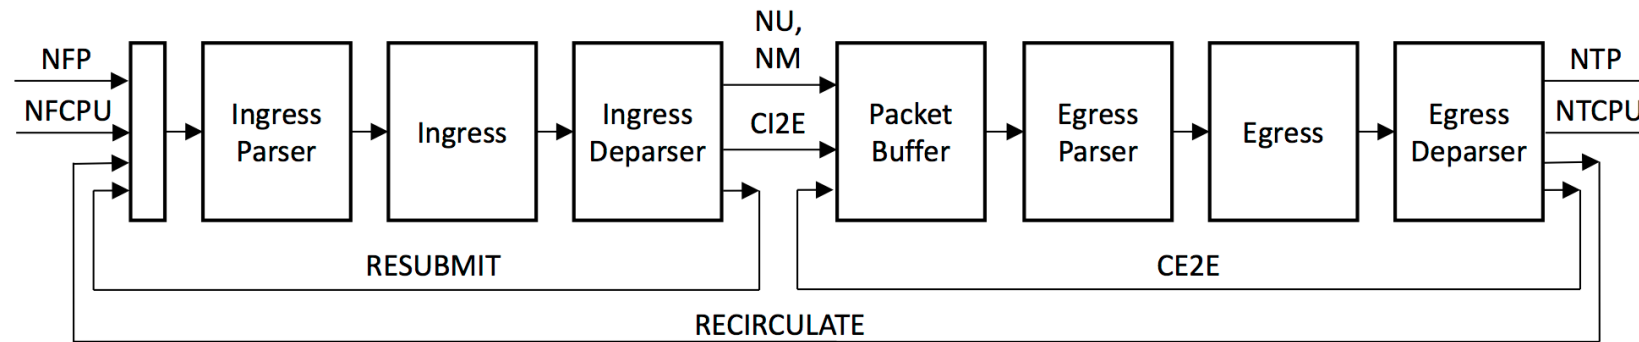 NFP
NFCPU
Ingress
Parser
Ingress
Ingress
Deparser
NU,
NM
CI2E
Packet
Buffer
Egress
Parser
Egress
Egress
Deparser
NTP
NTCPU
RESUBMIT
CE2E
RECIRCULATE